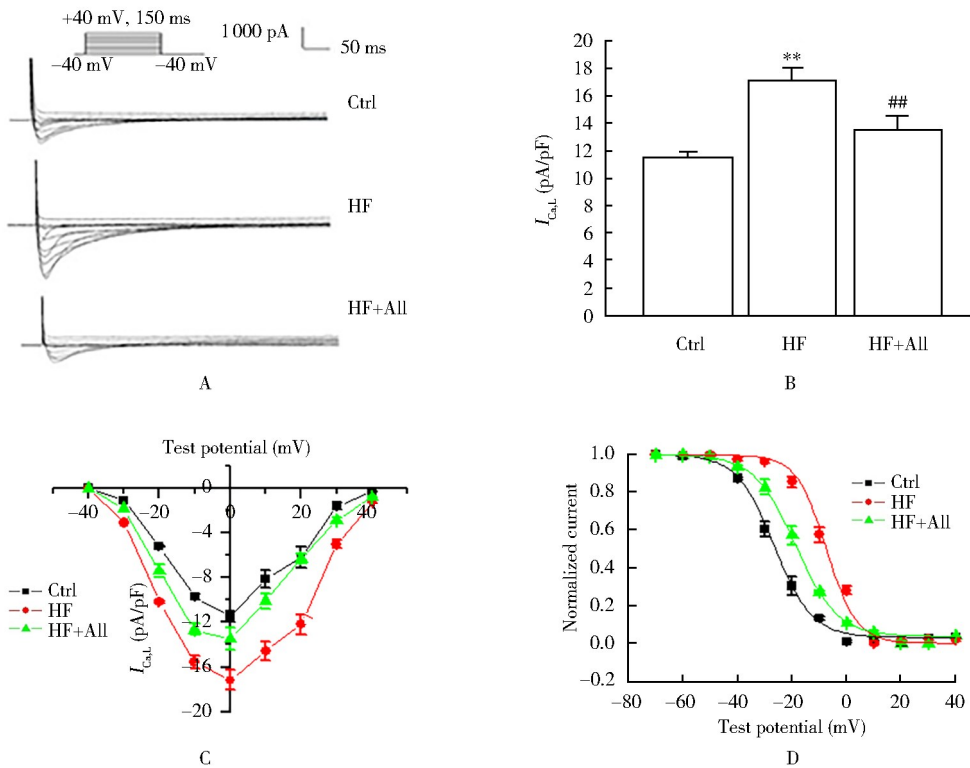 +40 mV, 150 ms
−40 mV
−40 mV
1000 pA
50 ms
Ctrl
HF
HF+All
A
I_Ca,L (pA/pF)
20
18
16
14
12
10
8
6
4
2
0
**
##
Ctrl
HF
HF+All
B
Test potential (mV)
−40
−20
0
20
40
0
−4
−8
−12
−16
−20
I_Ca,L (pA/pF)
Ctrl
HF
HF+All
C
Normalized current
1.0
0.8
0.6
0.4
0.2
0.0
−0.2
Ctrl
HF
HF+All
−80
−60
−40
−20
0
20
40
Test potential (mV)
D